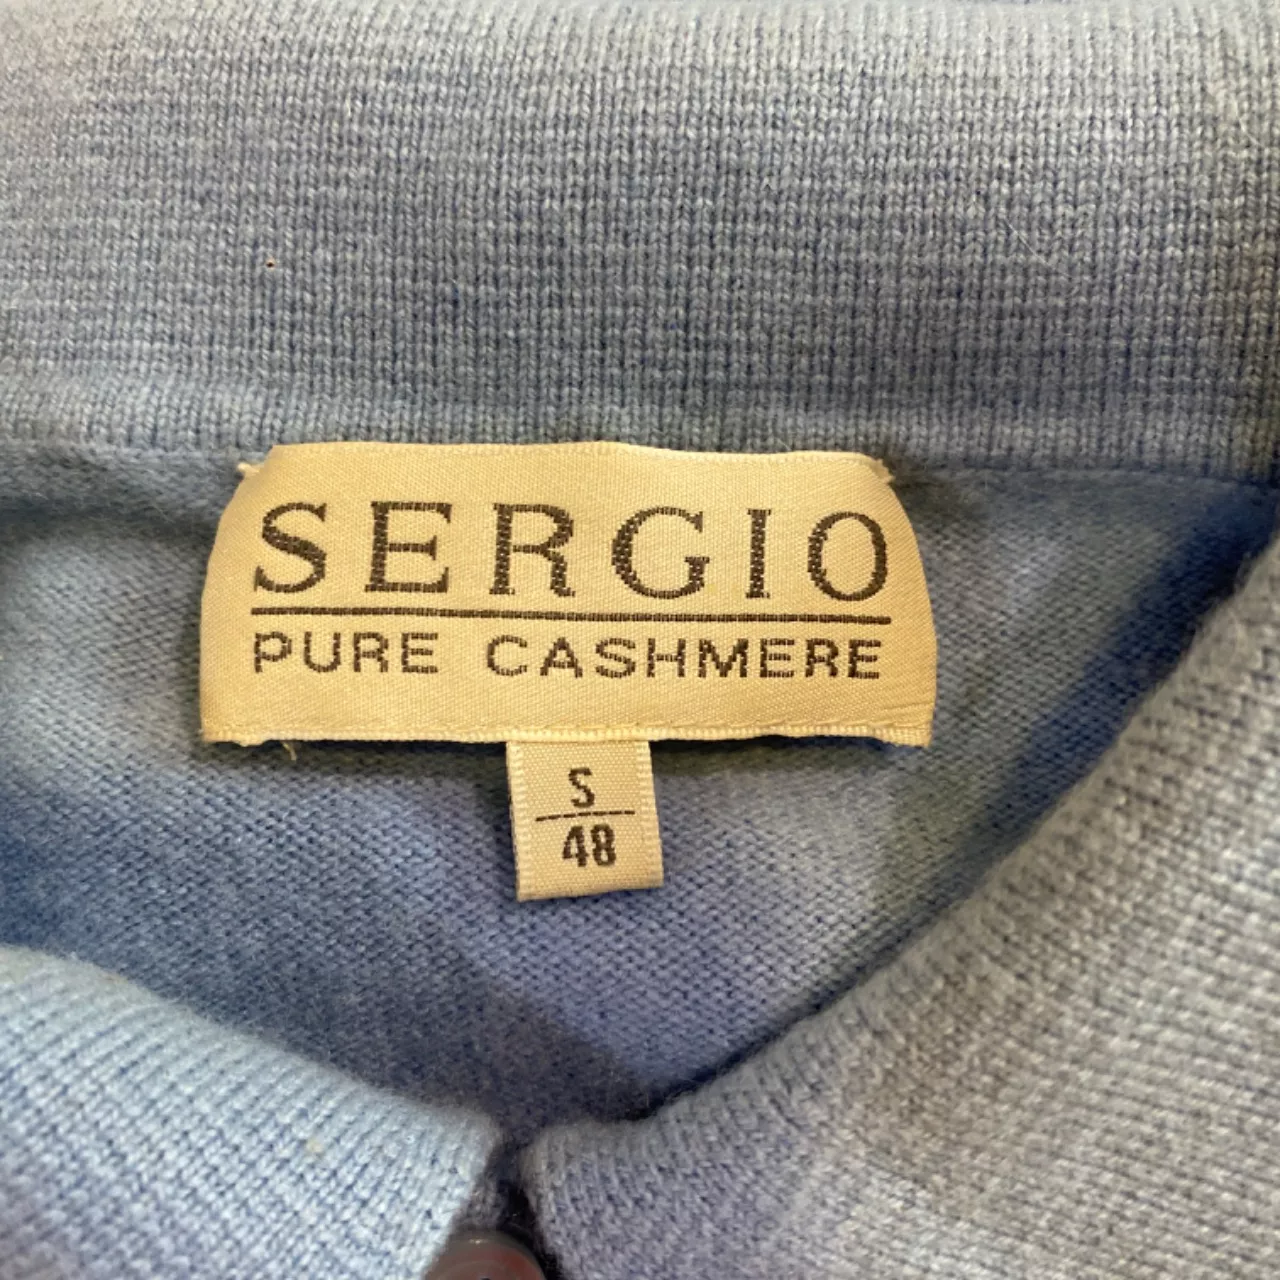 SERGIO
PURE CASHMERE
S
48